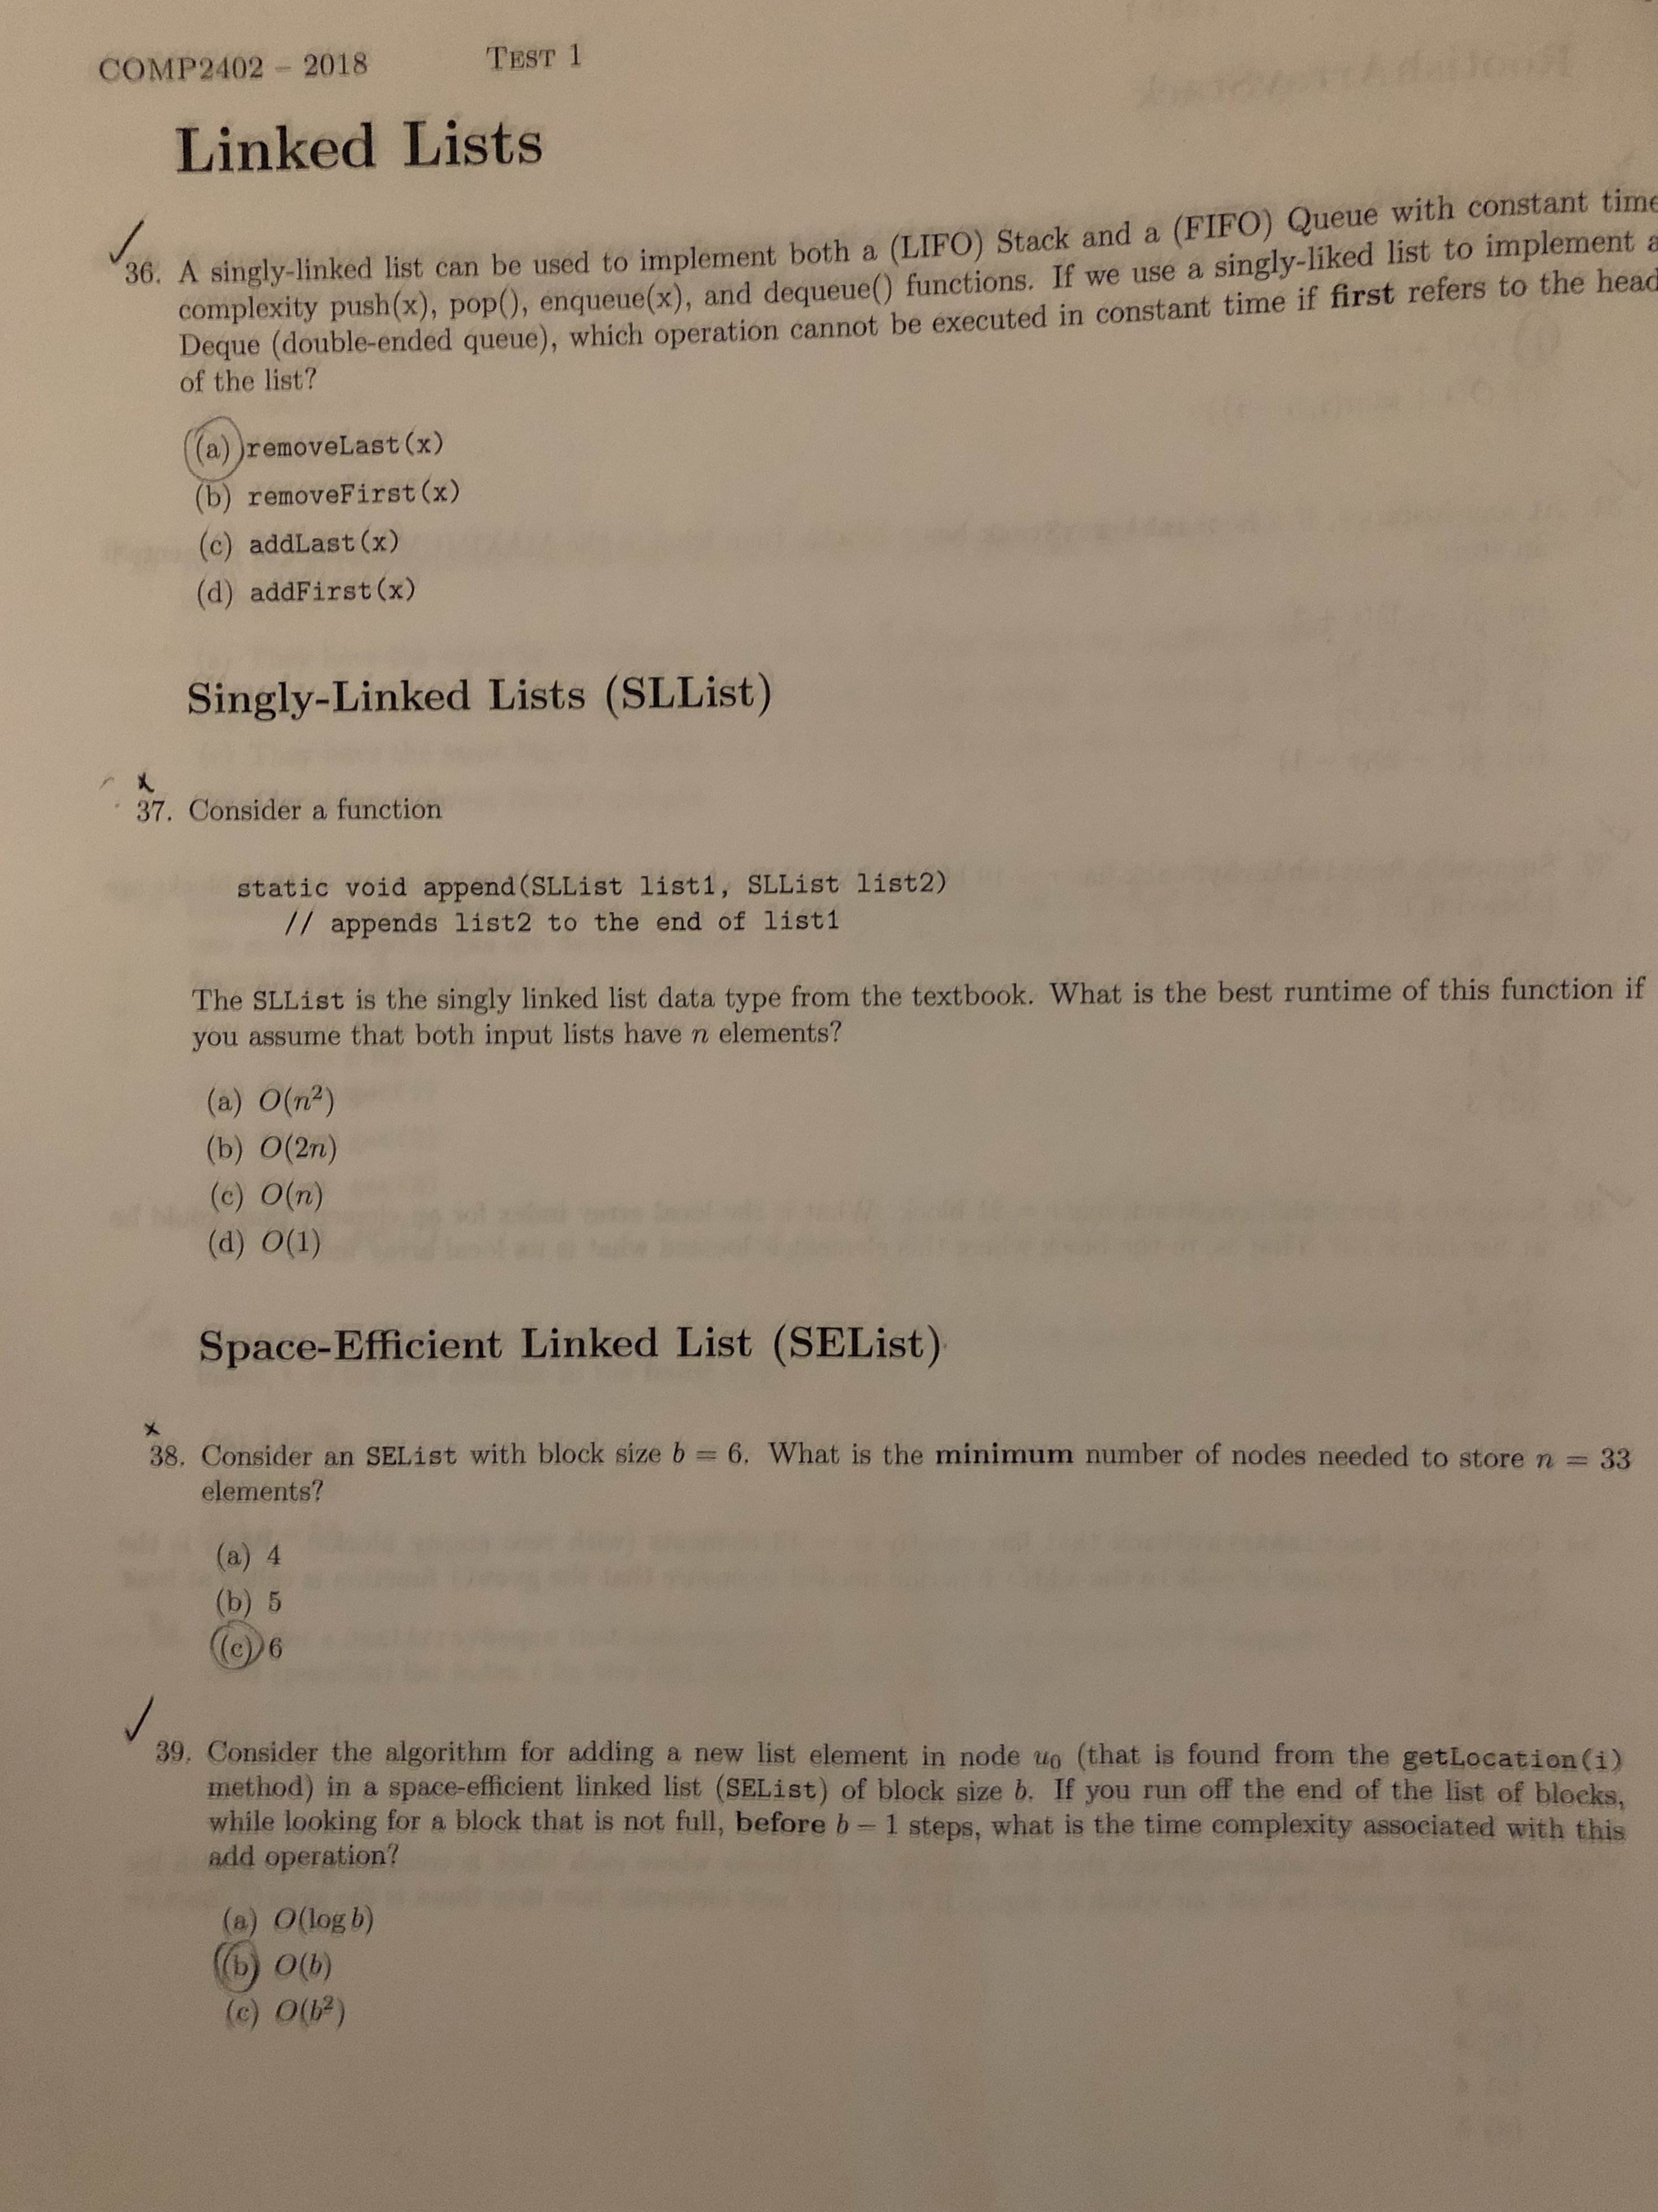 COMP2402 – 2018 TEST 1
Linked Lists
36. A singly-linked list can be used to implement both a (LIFO) Stack and a (FIFO) Queue with constant time
complexity push(x), pop(), enqueue(x), and dequeue() functions. If we use a singly-liked list to implement a
Deque (double-ended queue), which operation cannot be executed in constant time if first refers to the head
of the list?
(a) removeLast(x)
(b) removeFirst(x)
(c) addLast(x)
(d) addFirst(x)
Singly-Linked Lists (SLList)
37. Consider a function
static void append(SLList list1, SLList list2)
// appends list2 to the end of list1
The SLList is the singly linked list data type from the textbook. What is the best runtime of this function if
you assume that both input lists have n elements?
(a) O(n²)
(b) O(2n)
(c) O(n)
(d) O(1)
Space-Efficient Linked List (SEList)
38. Consider an SEList with block size b = 6. What is the minimum number of nodes needed to store n = 33
elements?
(a) 4
(b) 5
(c) 6
39. Consider the algorithm for adding a new list element in node u₀ (that is found from the getLocation(i)
method) in a space-efficient linked list (SEList) of block size b. If you run off the end of the list of blocks,
while looking for a block that is not full, before b − 1 steps, what is the time complexity associated with this
add operation?
(a) O(log b)
(b) O(b)
(c) O(b²)